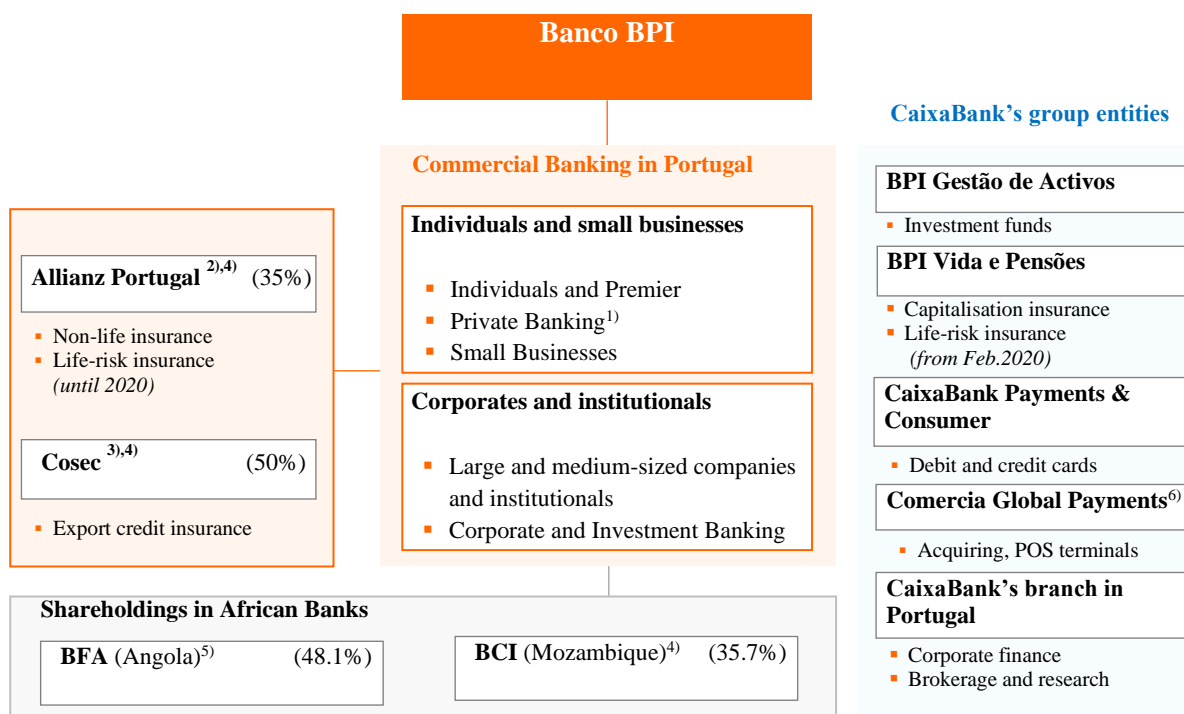 Banco BPI
CaixaBank's group entities
Commercial Banking in Portugal
Individuals and small businesses
▪ Individuals and Premier
▪ Private Banking1)
▪ Small Businesses
Corporates and institutionals
▪ Large and medium-sized companies
and institutionals
▪ Corporate and Investment Banking
Allianz Portugal 2),4) (35%)
▪ Non-life insurance
▪ Life-risk insurance
(until 2020)
Cosec 3),4) (50%)
▪ Export credit insurance
Shareholdings in African Banks
BFA (Angola)5) (48.1%)
BCI (Mozambique)4) (35.7%)
BPI Gestão de Activos
▪ Investment funds
BPI Vida e Pensões
▪ Capitalisation insurance
▪ Life-risk insurance
(from Feb.2020)
CaixaBank Payments &
Consumer
▪ Debit and credit cards
Comercia Global Payments6)
▪ Acquiring, POS terminals
CaixaBank's branch in
Portugal
▪ Corporate finance
▪ Brokerage and research